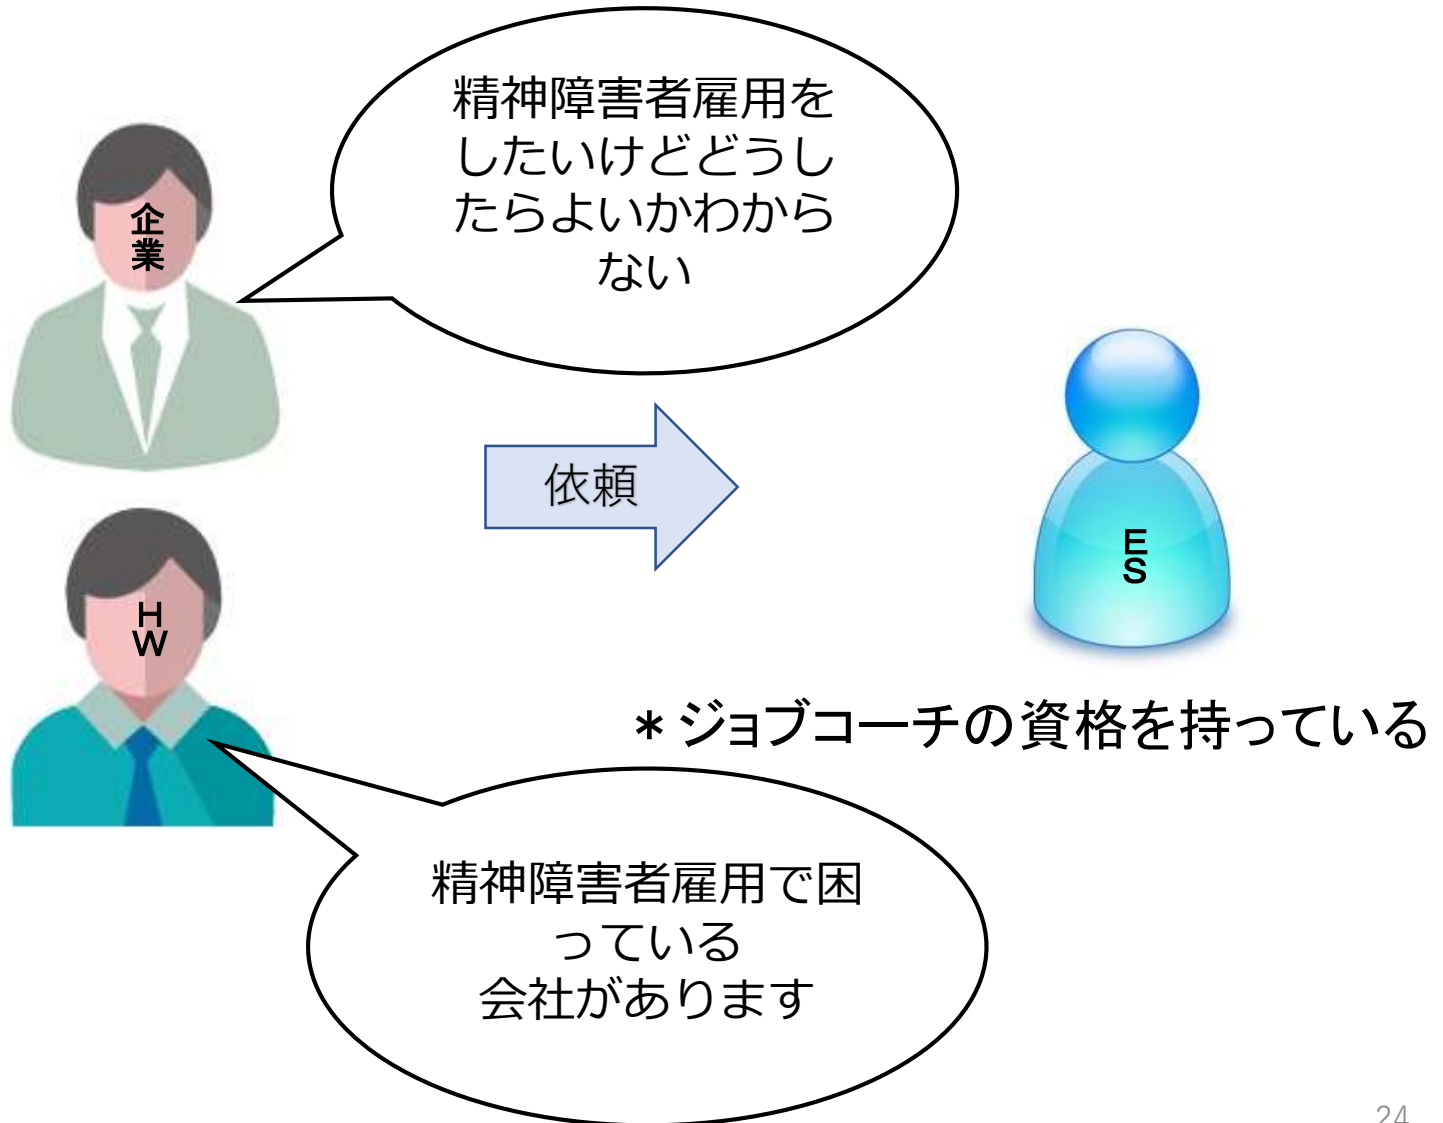 精神障害者雇用を
したいけどどうし
たらよいかわから
ない
企業
依頼
ES
HW
*ジョブコーチの資格を持っている
精神障害者雇用で困
っている
会社があります
24